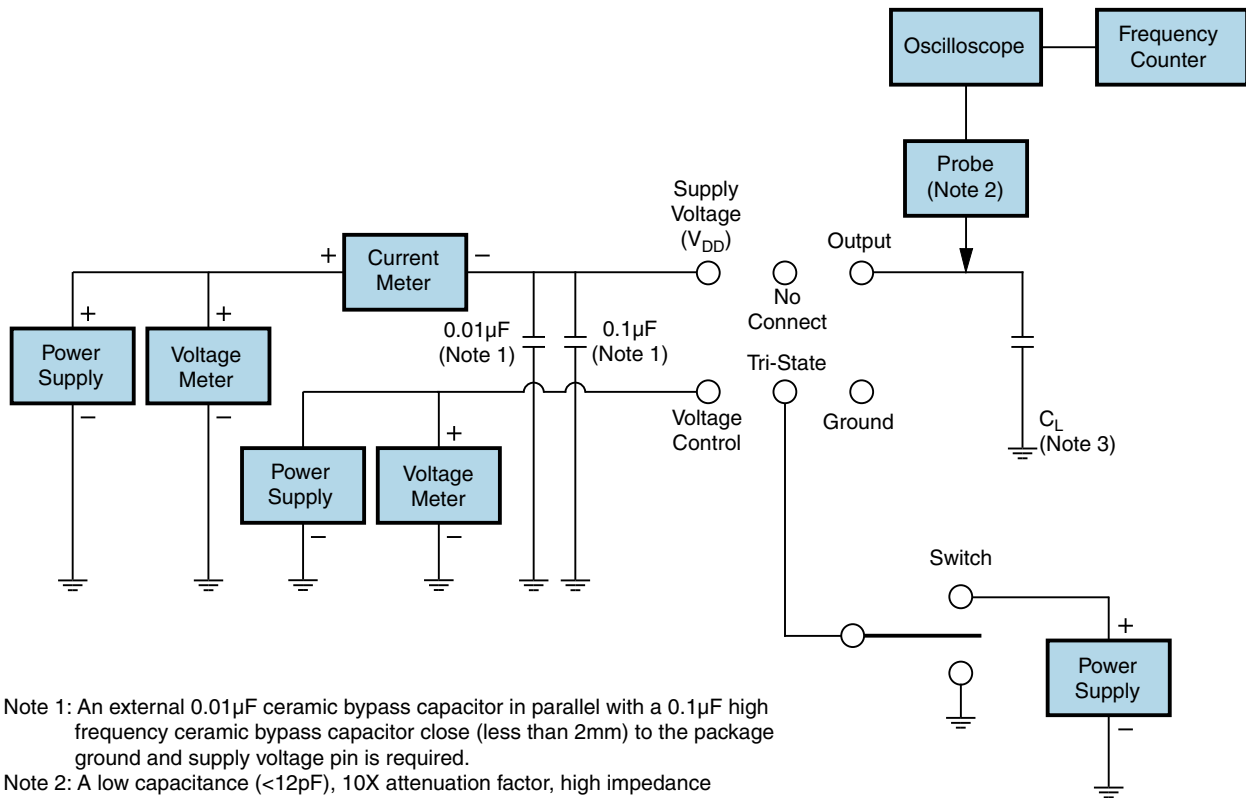 Oscilloscope
Frequency
Counter
Probe
(Note 2)
Supply
Voltage
(V_DD)
Output
+
Current
Meter
−
No
Connect
+
Power
Supply
−
+
Voltage
Meter
−
0.01µF
(Note 1)
0.1µF
(Note 1)
Tri-State
Voltage
Control
Ground
C_L
(Note 3)
Power
Supply
−
+
Voltage
Meter
−
Switch
+
Power
Supply
−
Note 1: An external 0.01µF ceramic bypass capacitor in parallel with a 0.1µF high
frequency ceramic bypass capacitor close (less than 2mm) to the package
ground and supply voltage pin is required.
Note 2: A low capacitance (<12pF), 10X attenuation factor, high impedance